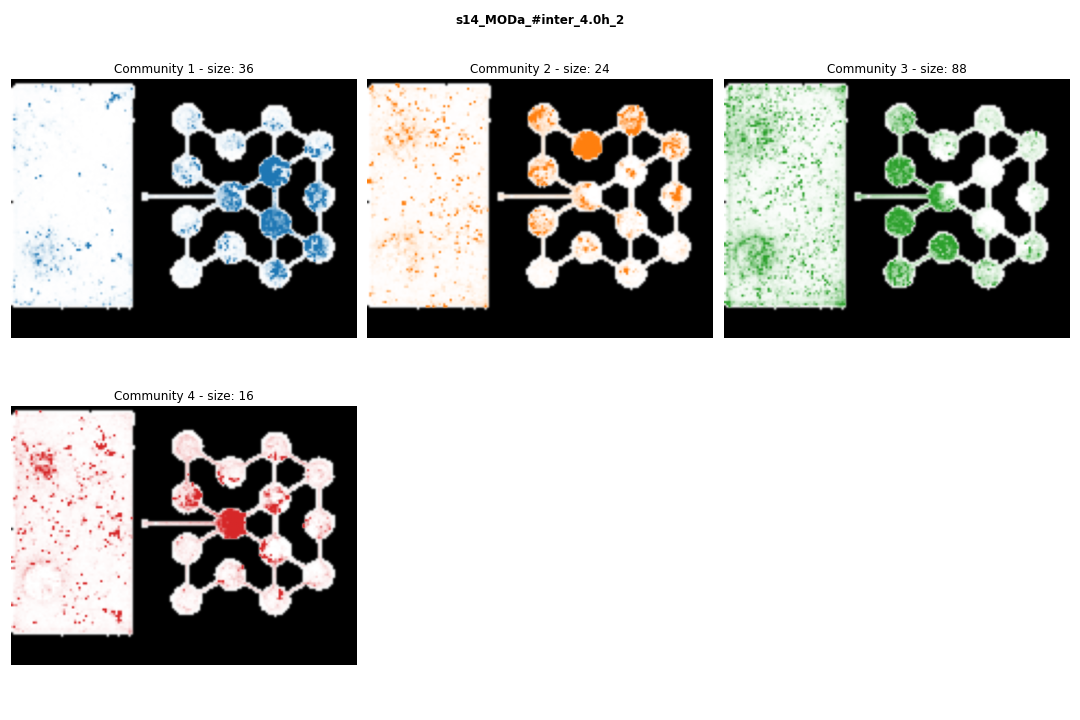 s14_MODa_#inter_4.0h_2
Community 1 - size: 36
Community 2 - size: 24
Community 3 - size: 88
Community 4 - size: 16